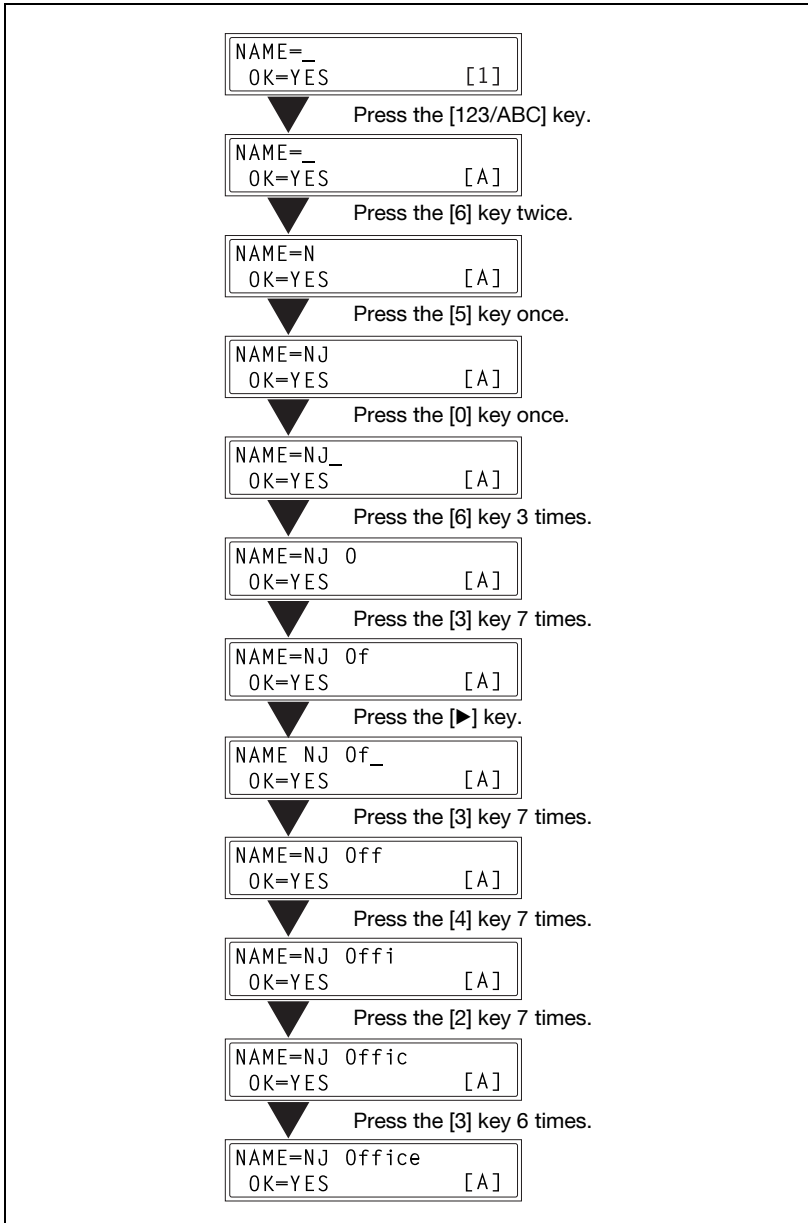 NAME=_
OK=YES [1]
Press the [123/ABC] key.
NAME=_
OK=YES [A]
Press the [6] key twice.
NAME=N
OK=YES [A]
Press the [5] key once.
NAME=NJ
OK=YES [A]
Press the [0] key once.
NAME=NJ_
OK=YES [A]
Press the [6] key 3 times.
NAME=NJ O
OK=YES [A]
Press the [3] key 7 times.
NAME=NJ Of
OK=YES [A]
Press the [▶] key.
NAME NJ Of_
OK=YES [A]
Press the [3] key 7 times.
NAME=NJ Off
OK=YES [A]
Press the [4] key 7 times.
NAME=NJ Offi
OK=YES [A]
Press the [2] key 7 times.
NAME=NJ Offic
OK=YES [A]
Press the [3] key 6 times.
NAME=NJ Office
OK=YES [A]